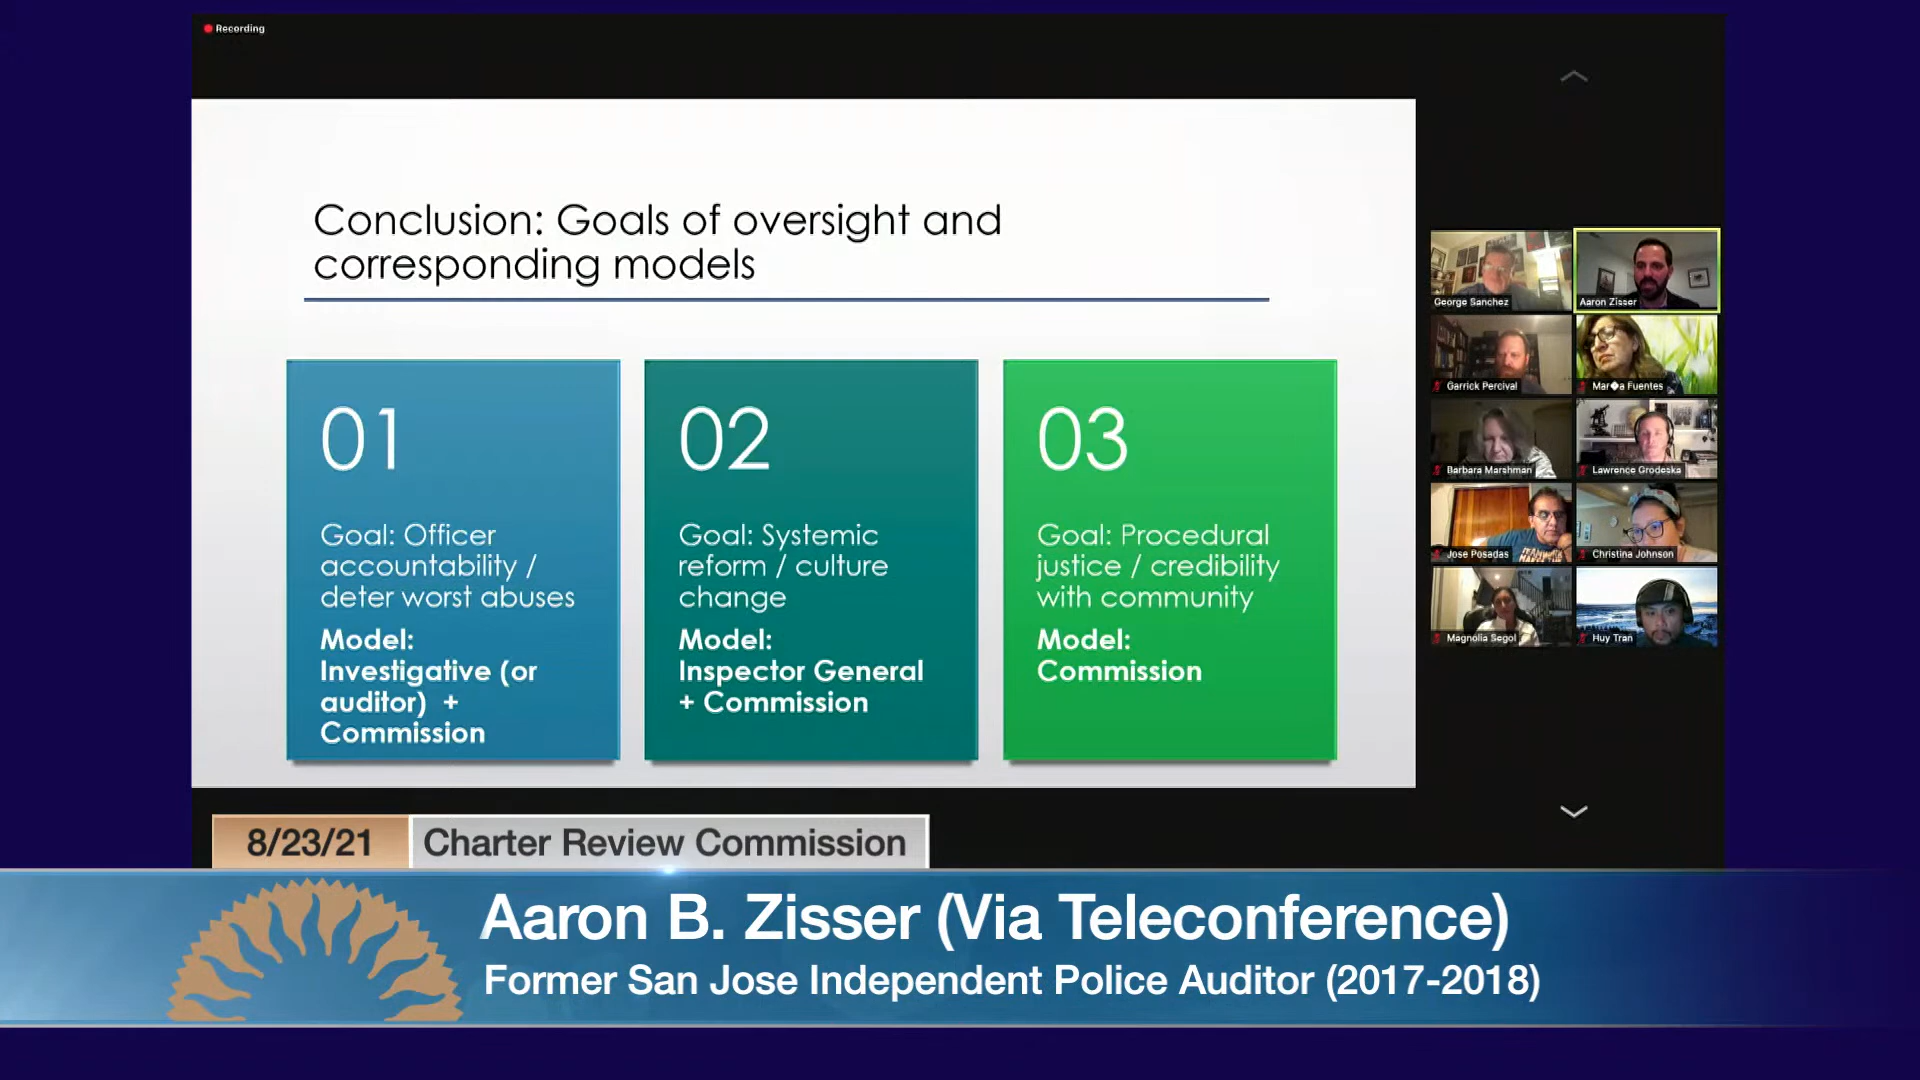 Recording
Conclusion: Goals of oversight and
corresponding models
01
Goal: Officer
accountability /
deter worst abuses
Model:
Investigative (or
auditor) +
Commission
02
Goal: Systemic
reform / culture
change
Model:
Inspector General
+ Commission
03
Goal: Procedural
justice / credibility
with community
Model:
Commission
George Sanchez
Aaron Zisser
Garrick Percival
Mar�a Fuentes
Barbara Marshman
Lawrence Grodeska
Jose Posadas
Christina Johnson
Magnolia Segol
Huy Tran
8/23/21
Charter Review Commission
Aaron B. Zisser (Via Teleconference)
Former San Jose Independent Police Auditor (2017-2018)